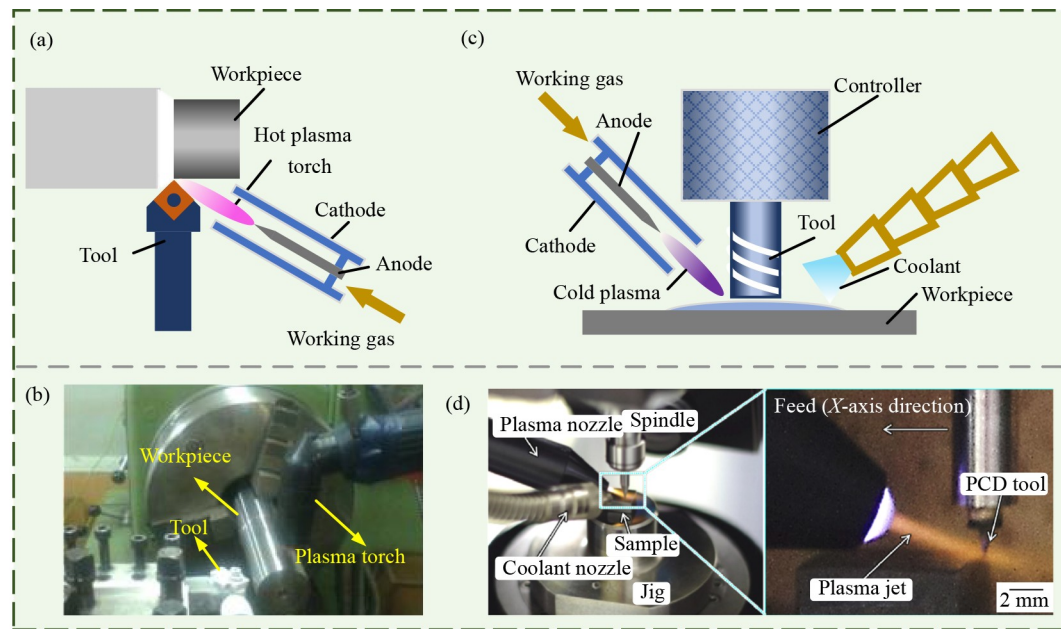 (a)
Workpiece
Hot plasma
torch
Cathode
Anode
Tool
Working gas
(c)
Working gas
Anode
Controller
Cathode
Tool
Cold plasma
Coolant
Workpiece
(b)
Workpiece
Tool
Plasma torch
(d)
Plasma nozzle
Spindle
Sample
Coolant nozzle
Jig
Feed (X-axis direction)
PCD tool
Plasma jet
2 mm